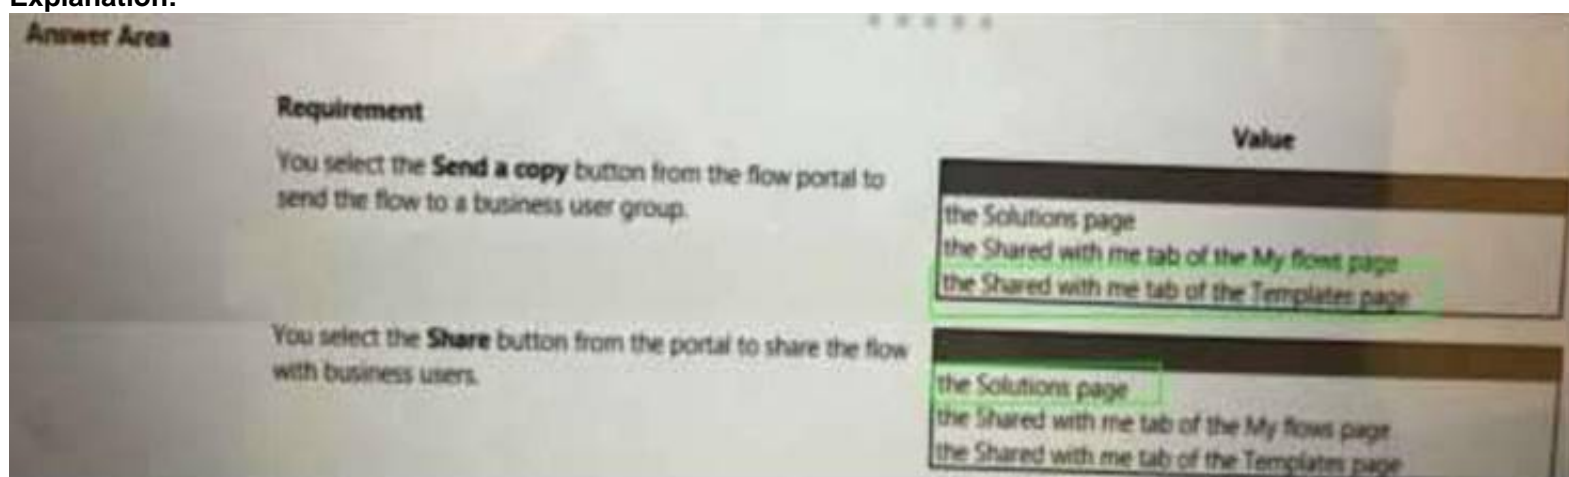 Explanation:
Answer Area
Requirement
Value
You select the Send a copy button from the flow portal to
send the flow to a business user group.
the Solutions page
the Shared with me tab of the My flows page
the Shared with me tab of the Templates page
You select the Share button from the portal to share the flow
with business users.
the Solutions page
the Shared with me tab of the My flows page
the Shared with me tab of the Templates page